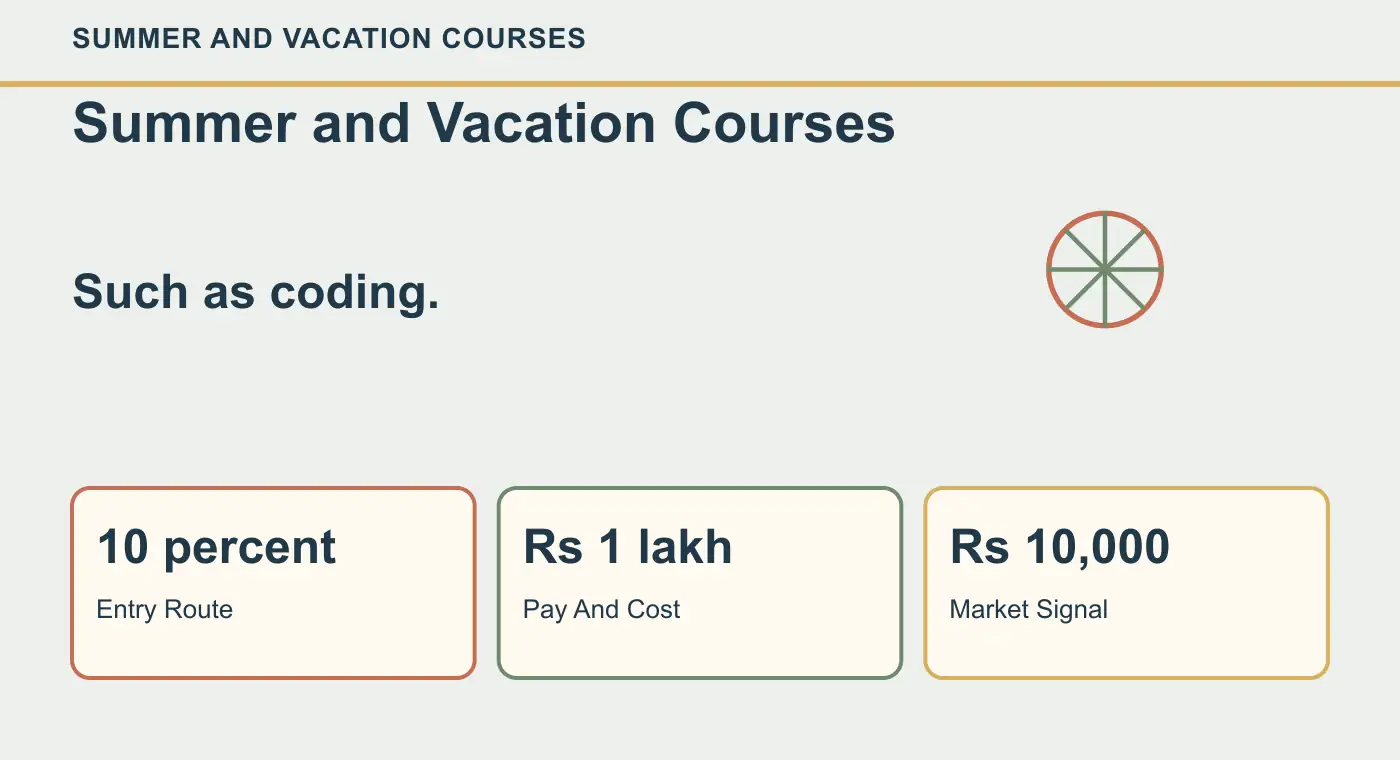 SUMMER AND VACATION COURSES
Summer and Vacation Courses
Such as coding.
10 percent
Entry Route
Rs 1 lakh
Pay And Cost
Rs 10,000
Market Signal